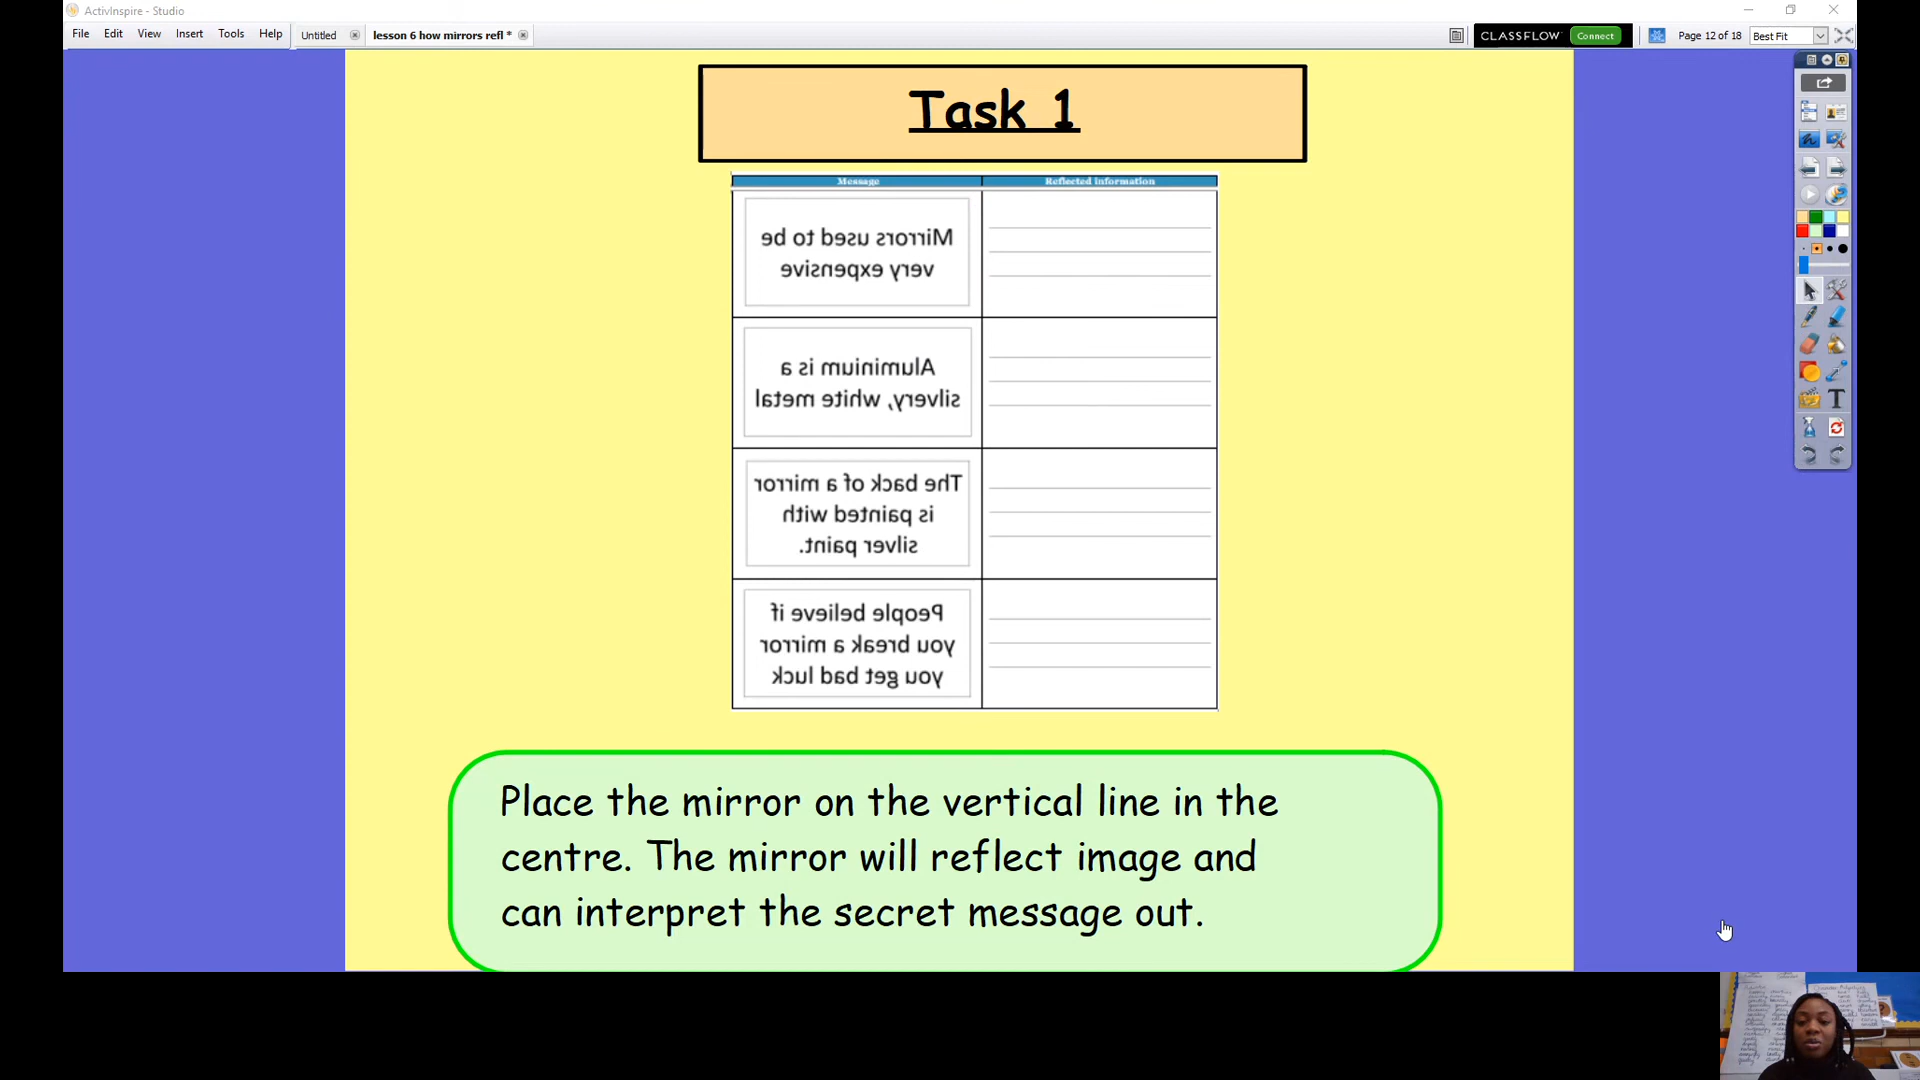 ActivInspire - Studio
File Edit View Insert Tools Help
Untitled
lesson 6 how mirrors refl *
CLASSFLOW Connect
Page 12 of 18
Best Fit
Task 1
Message
Reflected information
Mirrors used to be
very expensive
Aluminium is a
silvery, white metal
The back of a mirror
is painted with
silver paint.
People believe if
you break a mirror
you get bad luck
Place the mirror on the vertical line in the
centre. The mirror will reflect image and
can interpret the secret message out.